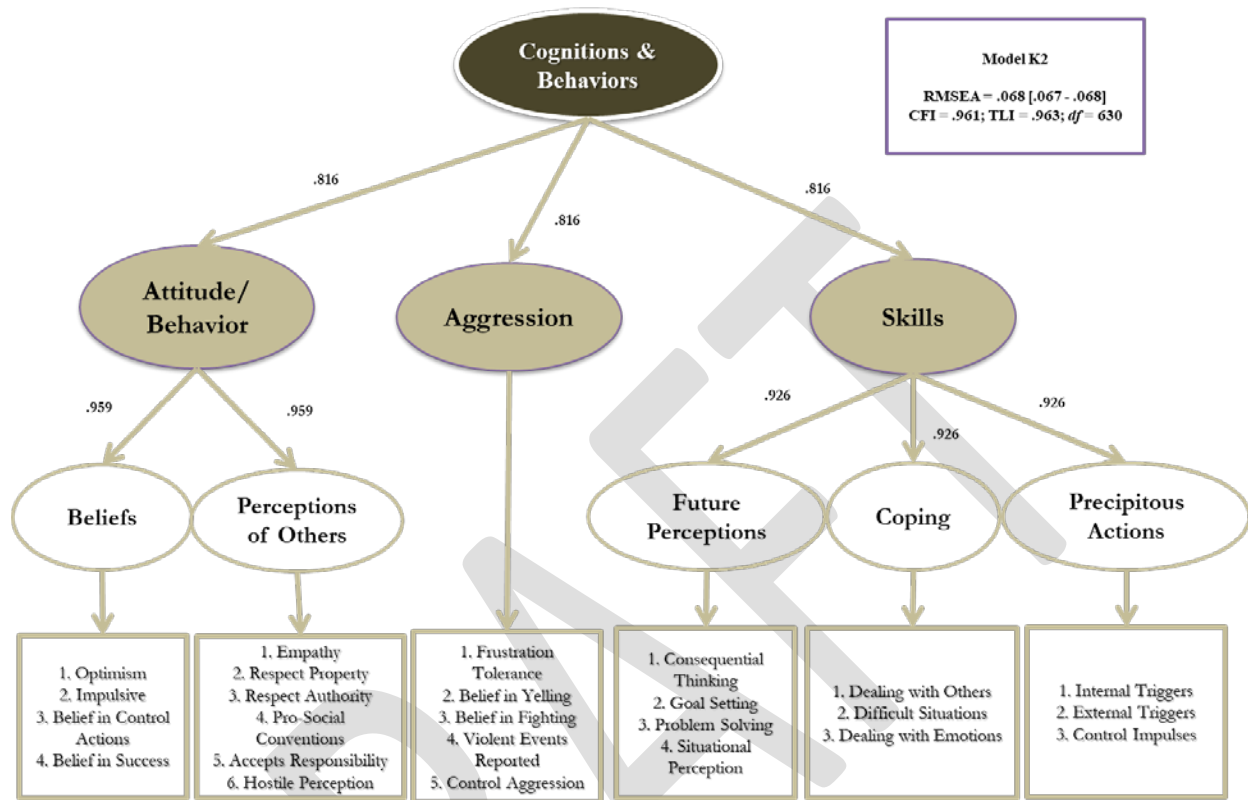 Cognitions &
Behaviors
Model K2
RMSEA = .068 [.067 - .068]
CFI = .961; TLI = .963; df = 630
.816
.816
.816
Attitude/
Behavior
Aggression
Skills
.959
.959
.926
.926
.926
Beliefs
Perceptions
of Others
Future
Perceptions
Coping
Precipitous
Actions
1. Optimism
2. Impulsive
3. Belief in Control
Actions
4. Belief in Success
1. Empathy
2. Respect Property
3. Respect Authority
4. Pro-Social
Conventions
5. Accepts Responsibility
6. Hostile Perception
1. Frustration
Tolerance
2. Belief in Yelling
3. Belief in Fighting
4. Violent Events
Reported
5. Control Aggression
1. Consequential
Thinking
2. Goal Setting
3. Problem Solving
4. Situational
Perception
1. Dealing with Others
2. Difficult Situations
3. Dealing with Emotions
1. Internal Triggers
2. External Triggers
3. Control Impulses
DRAFT